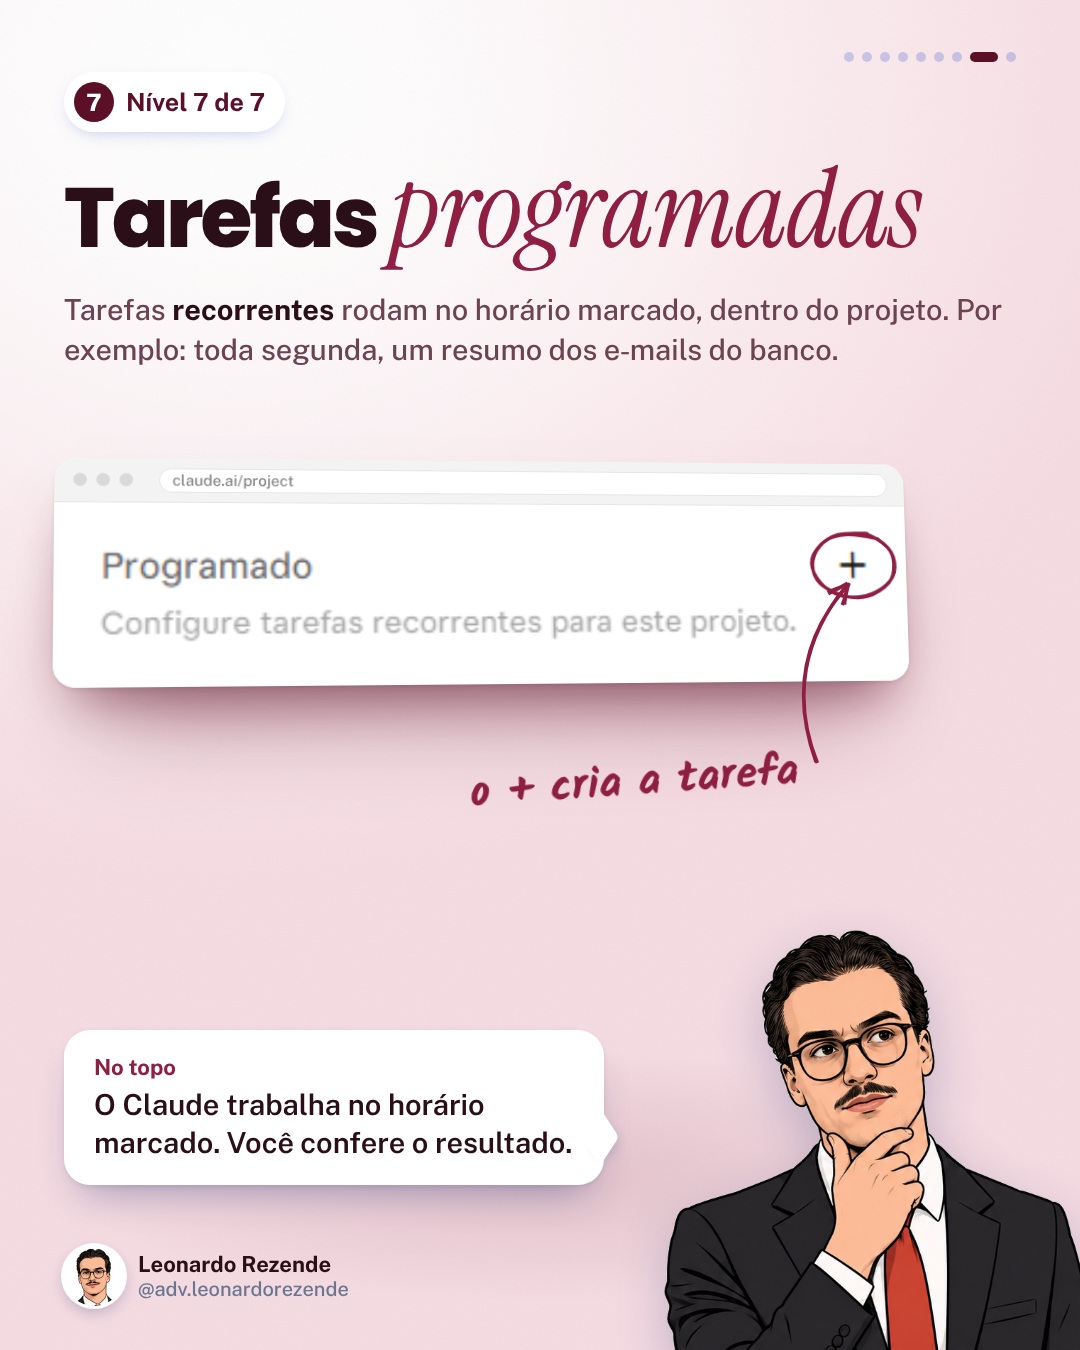 7 Nível 7 de 7
Tarefas programadas
Tarefas recorrentes rodam no horário marcado, dentro do projeto. Por
exemplo: toda segunda, um resumo dos e-mails do banco.
claude.ai/project
Programado
+
Configure tarefas recorrentes para este projeto.
o + cria a tarefa
No topo
O Claude trabalha no horário
marcado. Você confere o resultado.
Leonardo Rezende
@adv.leonardorezende